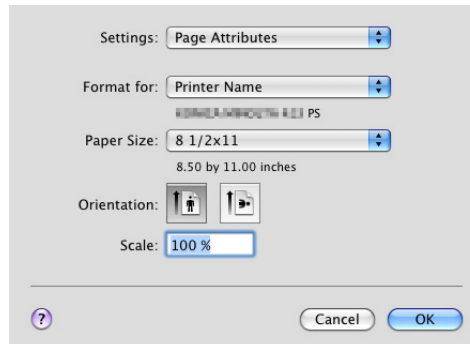 Settings: Page Attributes
Format for: Printer Name
PS
Paper Size: 8 1/2x11
8.50 by 11.00 inches
Orientation:
Scale: 100 %
? Cancel OK